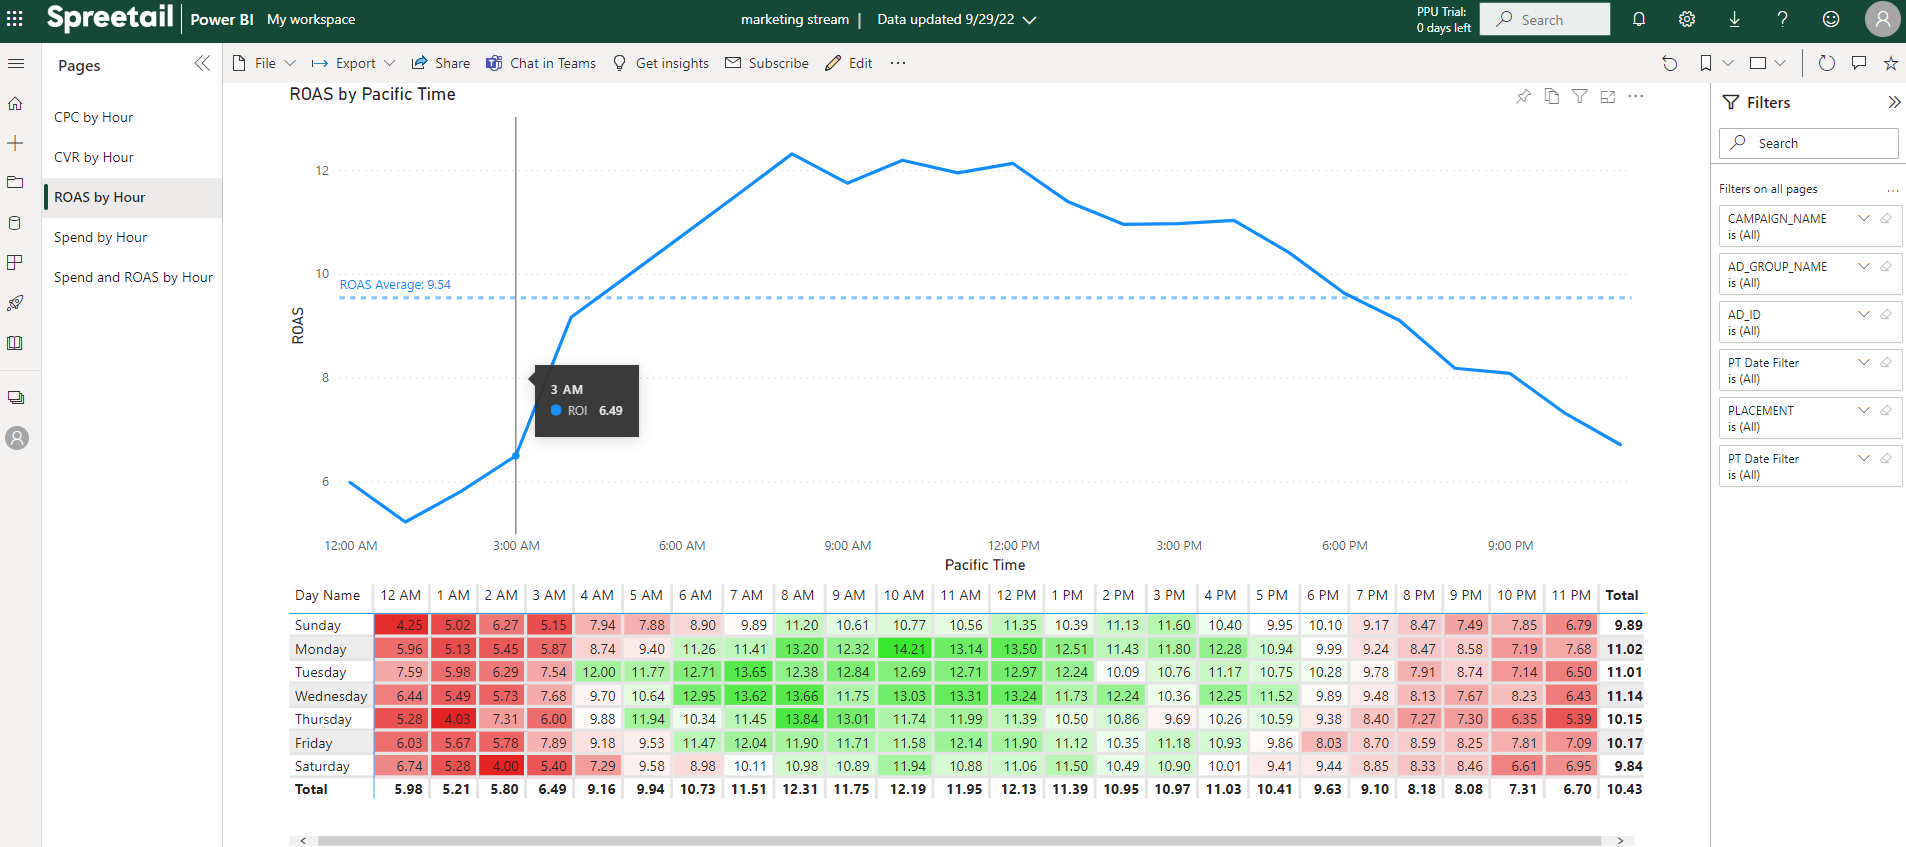 Spreetail Power BI My workspace
marketing stream | Data updated 9/29/22
PPU Trial:
0 days left
Search
Pages
File Export Share Chat in Teams Get insights Subscribe Edit
CPC by Hour
CVR by Hour
ROAS by Hour
Spend by Hour
Spend and ROAS by Hour
ROAS by Pacific Time
12
10
ROAS Average: 9.54
ROAS
8
3 AM
ROI 6.49
6
12:00 AM 3:00 AM 6:00 AM 9:00 AM 12:00 PM 3:00 PM 6:00 PM 9:00 PM
Pacific Time
Day Name 12 AM 1 AM 2 AM 3 AM 4 AM 5 AM 6 AM 7 AM 8 AM 9 AM 10 AM 11 AM 12 PM 1 PM 2 PM 3 PM 4 PM 5 PM 6 PM 7 PM 8 PM 9 PM 10 PM 11 PM Total
Sunday 4.25 5.02 6.27 5.15 7.94 7.88 8.90 9.89 11.20 10.61 10.77 10.56 11.35 10.39 11.13 11.60 10.40 9.95 10.10 9.17 8.47 7.49 7.85 6.79 9.89
Monday 5.96 5.13 5.45 5.87 8.74 9.40 11.26 11.41 13.20 12.32 14.21 13.14 13.50 12.51 11.43 11.80 12.28 10.94 9.99 9.24 8.47 8.58 7.19 7.68 11.02
Tuesday 7.59 5.98 6.29 7.54 12.00 11.77 12.71 13.65 12.38 12.84 12.69 12.71 12.97 12.24 10.09 10.76 11.17 10.75 10.28 9.78 7.91 8.74 7.14 6.50 11.01
Wednesday 6.44 5.49 5.73 7.68 9.70 10.64 12.95 13.62 13.66 11.75 13.03 13.31 13.24 11.73 12.24 10.36 12.25 11.52 9.89 9.48 8.13 7.67 8.23 6.43 11.14
Thursday 5.28 4.03 7.31 6.00 9.88 11.94 10.34 11.45 13.84 13.01 11.74 11.99 11.39 10.50 10.86 9.69 10.26 10.59 9.38 8.40 7.27 7.30 6.35 5.39 10.15
Friday 6.03 5.67 5.78 7.89 9.18 9.53 11.47 12.04 11.90 11.71 11.58 12.14 11.90 11.12 10.35 11.18 10.93 9.86 8.03 8.70 8.59 8.25 7.81 7.09 10.17
Saturday 6.74 5.28 4.00 5.40 7.29 9.58 8.98 10.11 10.98 10.89 11.94 10.88 11.06 11.50 10.49 10.90 10.01 9.41 9.44 8.85 8.33 8.46 6.61 6.95 9.84
Total 5.98 5.21 5.80 6.49 9.16 9.94 10.73 11.51 12.31 11.75 12.19 11.95 12.13 11.39 10.95 10.97 11.03 10.41 9.63 9.10 8.18 8.08 7.31 6.70 10.43
Filters
Search
Filters on all pages
CAMPAIGN_NAME
is (All)
AD_GROUP_NAME
is (All)
AD_ID
is (All)
PT Date Filter
is (All)
PLACEMENT
is (All)
PT Date Filter
is (All)